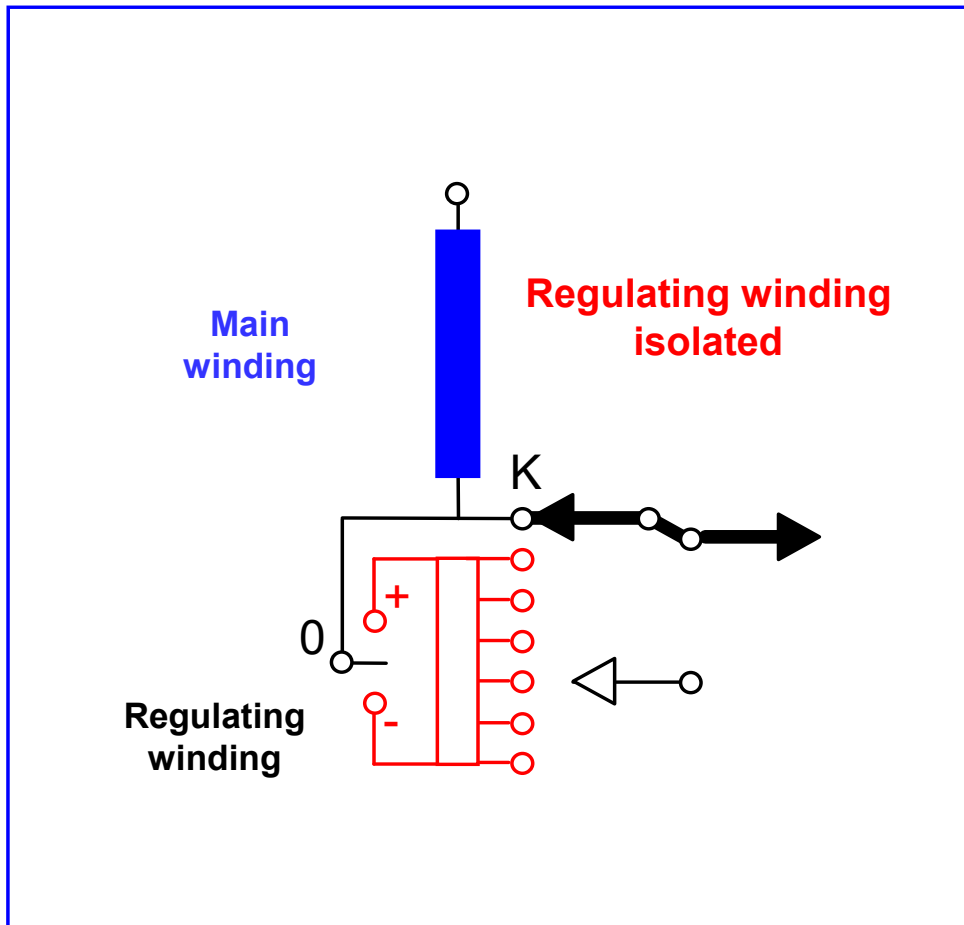 Regulating winding
isolated
Main
winding
K
+
0
-
Regulating
winding